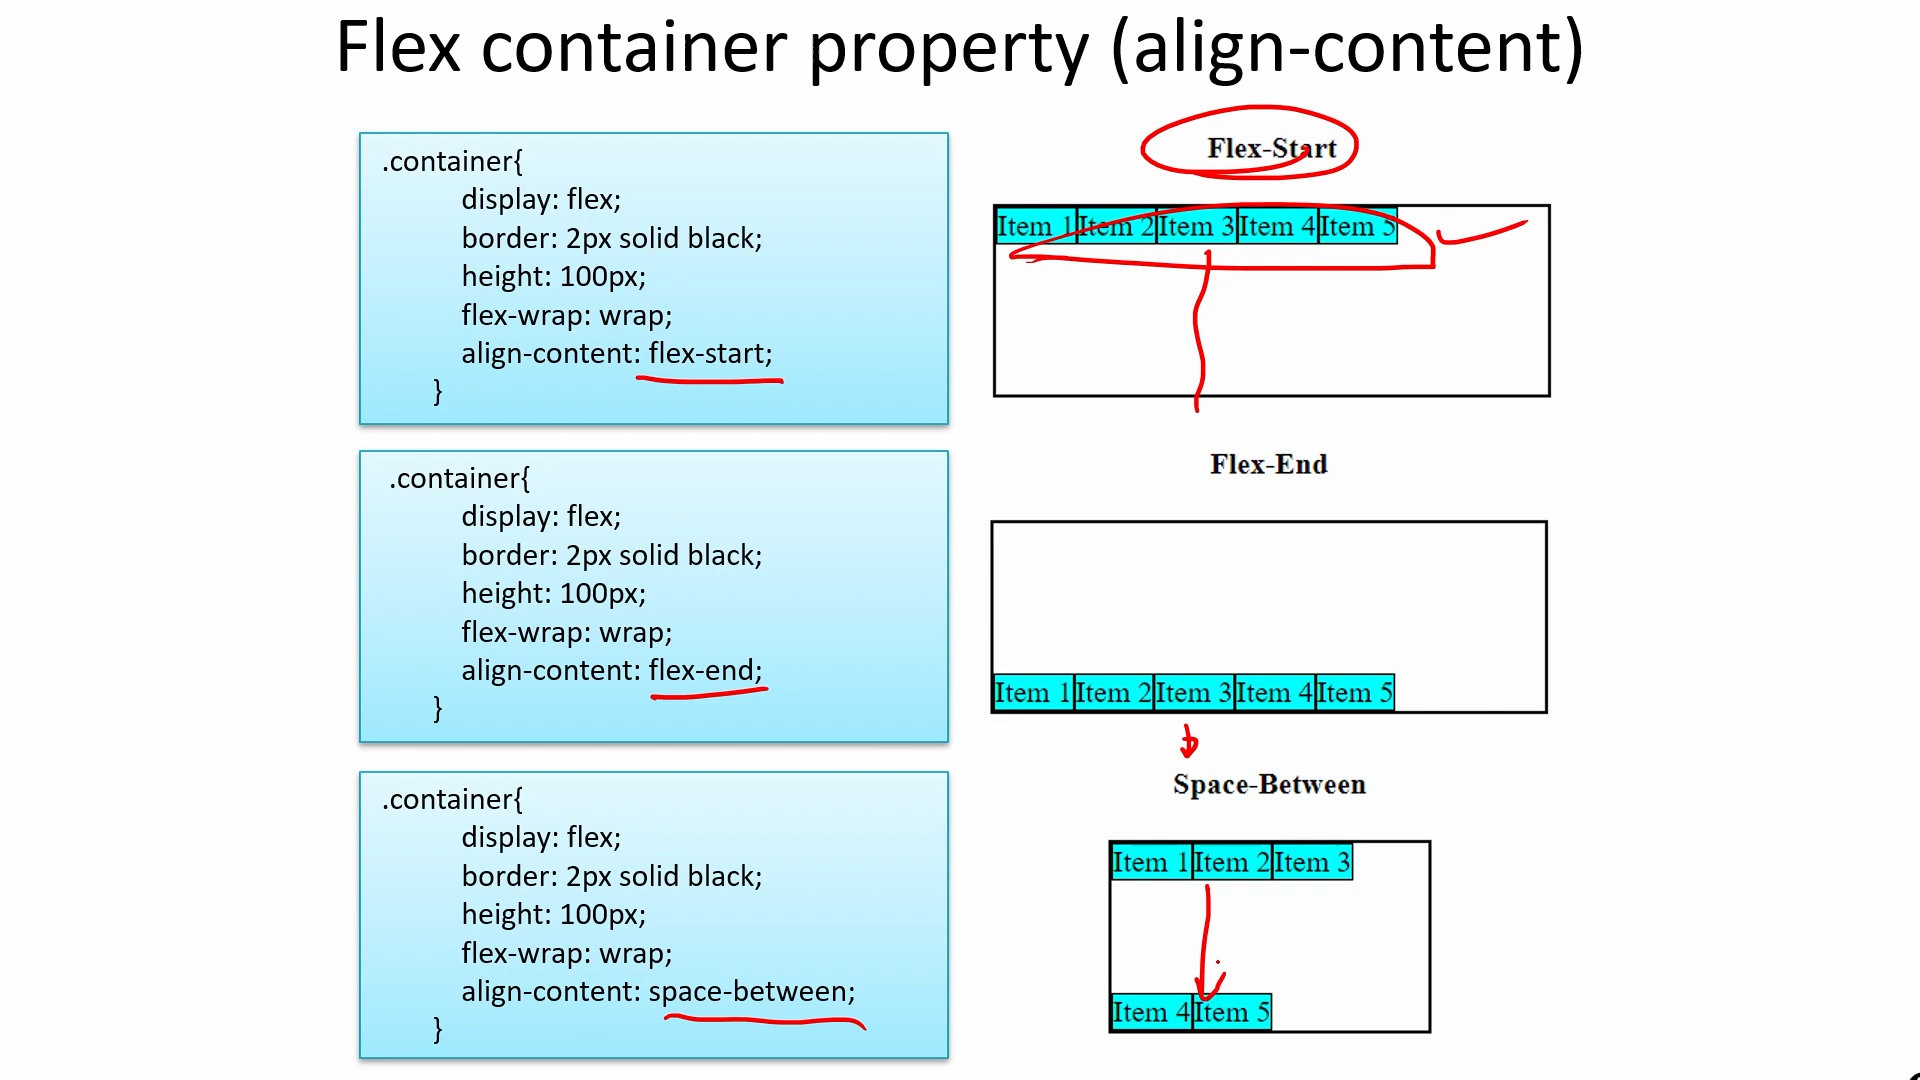 Flex container property (align-content)
.container{
display: flex;
border: 2px solid black;
height: 100px;
flex-wrap: wrap;
align-content: flex-start;
}
Flex-Start
Item 1 Item 2 Item 3 Item 4 Item 5
.container{
display: flex;
border: 2px solid black;
height: 100px;
flex-wrap: wrap;
align-content: flex-end;
}
Flex-End
Item 1 Item 2 Item 3 Item 4 Item 5
.container{
display: flex;
border: 2px solid black;
height: 100px;
flex-wrap: wrap;
align-content: space-between;
}
Space-Between
Item 1 Item 2 Item 3
Item 4 Item 5